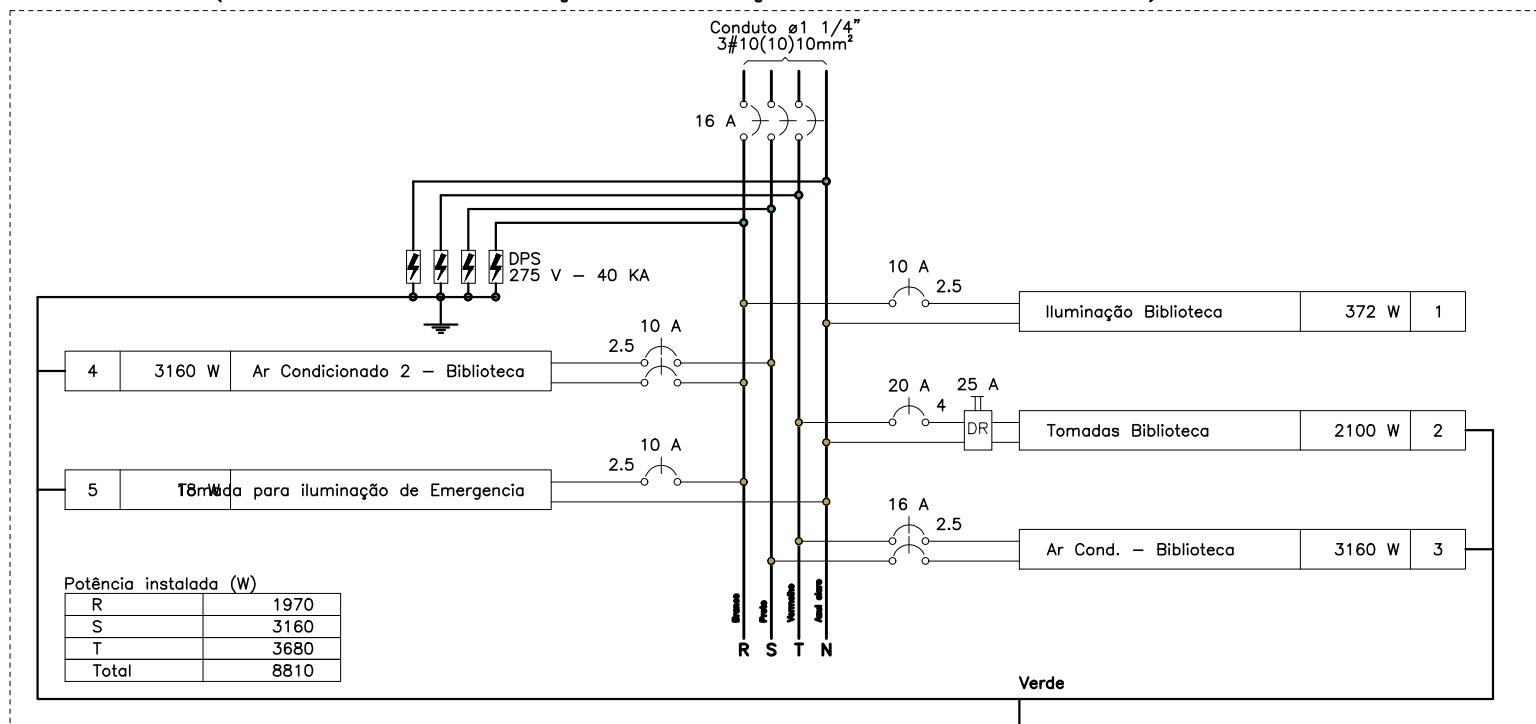 Conduto ø1 1/4"
3#10(10)10mm²
16 A
DPS
275 V – 40 KA
10 A
2.5
Iluminação Biblioteca 372 W 1
10 A
2.5
4 3160 W Ar Condicionado 2 – Biblioteca
20 A 25 A
4
DR
Tomadas Biblioteca 2100 W 2
10 A
2.5
5 18 W Tomada para iluminação de Emergencia
16 A
2.5
Ar Cond. – Biblioteca 3160 W 3
Potência instalada (W)
R 1970
S 3160
T 3680
Total 8810
Branco Preto Vermelho Azul claro
R S T N
Verde